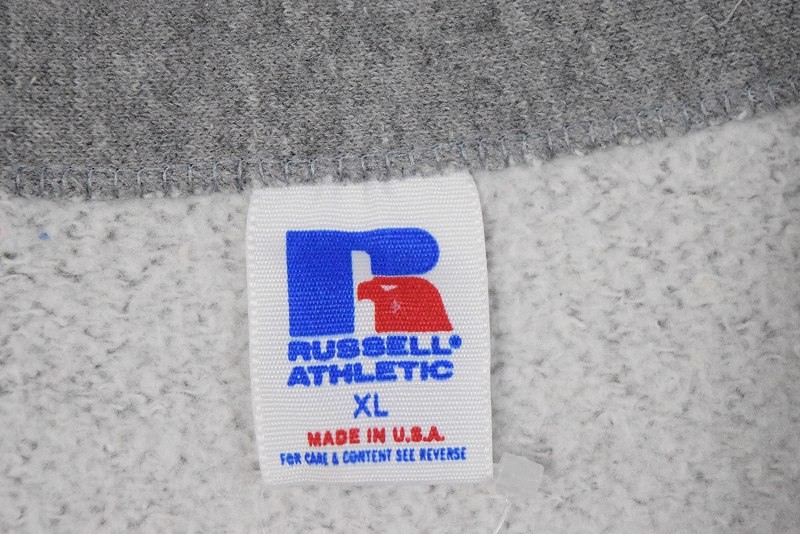 RUSSELL®
ATHLETIC
XL
MADE IN U.S.A.
FOR CARE & CONTENT SEE REVERSE